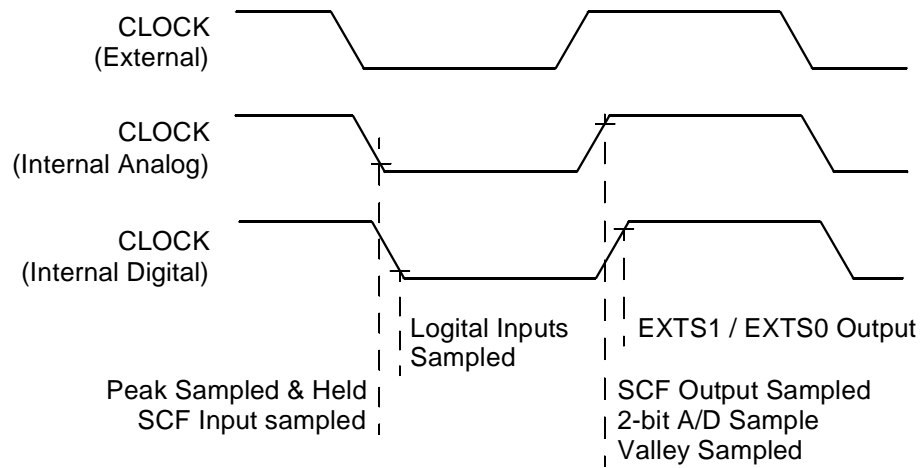 CLOCK
(External)
CLOCK
(Internal Analog)
CLOCK
(Internal Digital)
Logital Inputs
Sampled
EXTS1 / EXTS0 Output
Peak Sampled & Held
SCF Input sampled
SCF Output Sampled
2-bit A/D Sample
Valley Sampled